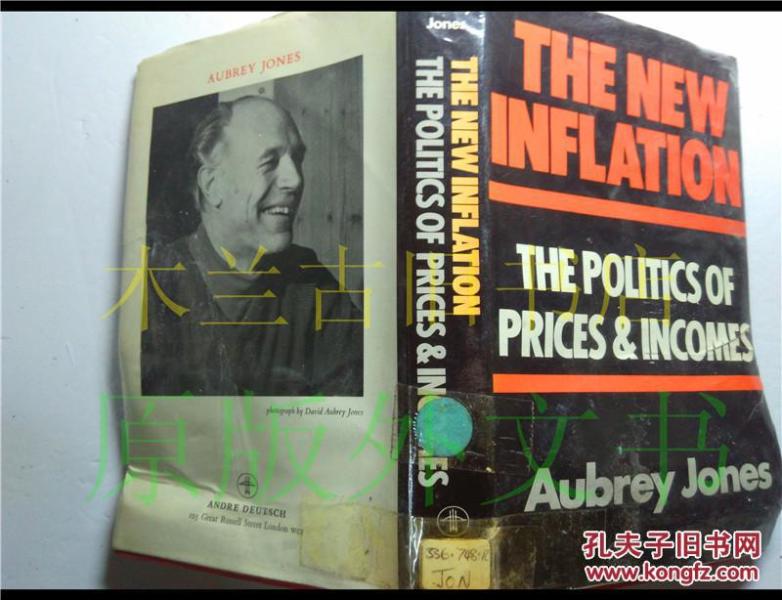 AUBREY JONES
photograph by David Aubrey Jones
ANDRE DEUTSCH
105 Great Russell Street London WC1
Jones
THE NEW INFLATION
THE POLITICS OF PRICES & INCOMES
JON
THE NEW
INFLATION
THE POLITICS OF
PRICES & INCOMES
Aubrey Jones
木兰古旧书店
原版外文书
孔夫子旧书网
www.kongfz.com